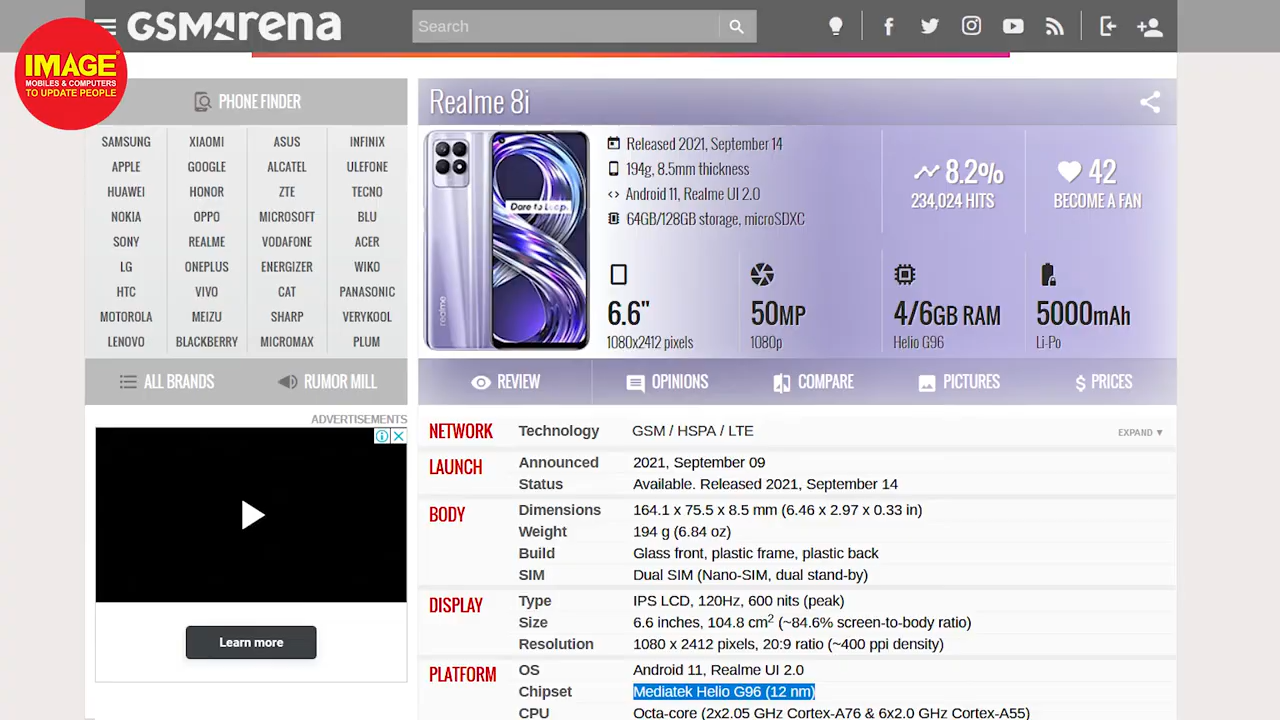 GSMarena
Search
IMAGE
MOBILES & COMPUTERS
TO UPDATE PEOPLE
PHONE FINDER
SAMSUNG XIAOMI ASUS INFINIX
APPLE GOOGLE ALCATEL ULEFONE
HUAWEI HONOR ZTE TECNO
NOKIA OPPO MICROSOFT BLU
SONY REALME VODAFONE ACER
LG ONEPLUS ENERGIZER WIKO
HTC VIVO CAT PANASONIC
MOTOROLA MEIZU SHARP VERYKOOL
LENOVO BLACKBERRY MICROMAX PLUM
ALL BRANDS RUMOR MILL
ADVERTISEMENTS
Learn more
Realme 8i
realme
Dare to Leap.
Released 2021, September 14
194g, 8.5mm thickness
Android 11, Realme UI 2.0
64GB/128GB storage, microSDXC
8.2%
234,024 HITS
42
BECOME A FAN
6.6"
1080x2412 pixels
50MP
1080p
4/6GB RAM
Helio G96
5000mAh
Li-Po
REVIEW OPINIONS COMPARE PICTURES $ PRICES
NETWORK Technology GSM / HSPA / LTE EXPAND ▼
LAUNCH Announced 2021, September 09
Status Available. Released 2021, September 14
BODY Dimensions 164.1 x 75.5 x 8.5 mm (6.46 x 2.97 x 0.33 in)
Weight 194 g (6.84 oz)
Build Glass front, plastic frame, plastic back
SIM Dual SIM (Nano-SIM, dual stand-by)
DISPLAY Type IPS LCD, 120Hz, 600 nits (peak)
Size 6.6 inches, 104.8 cm² (~84.6% screen-to-body ratio)
Resolution 1080 x 2412 pixels, 20:9 ratio (~400 ppi density)
PLATFORM OS Android 11, Realme UI 2.0
Chipset Mediatek Helio G96 (12 nm)
CPU Octa-core (2x2.05 GHz Cortex-A76 & 6x2.0 GHz Cortex-A55)